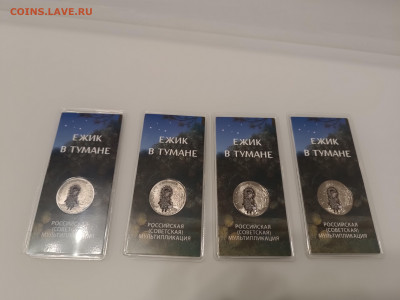 COINS.LAVE.RU
ЕЖИК
В ТУМАНЕ
РОССИЙСКАЯ
(СОВЕТСКАЯ)
МУЛЬТИПЛИКАЦИЯ
ЕЖИК
В ТУМАНЕ
РОССИЙСКАЯ
(СОВЕТСКАЯ)
МУЛЬТИПЛИКАЦИЯ
ЕЖИК
В ТУМАНЕ
РОССИЙСКАЯ
(СОВЕТСКАЯ)
МУЛЬТИПЛИКАЦИЯ
ЕЖИК
В ТУМАНЕ
РОССИЙСКАЯ
(СОВЕТСКАЯ)
МУЛЬТИПЛИКАЦИЯ